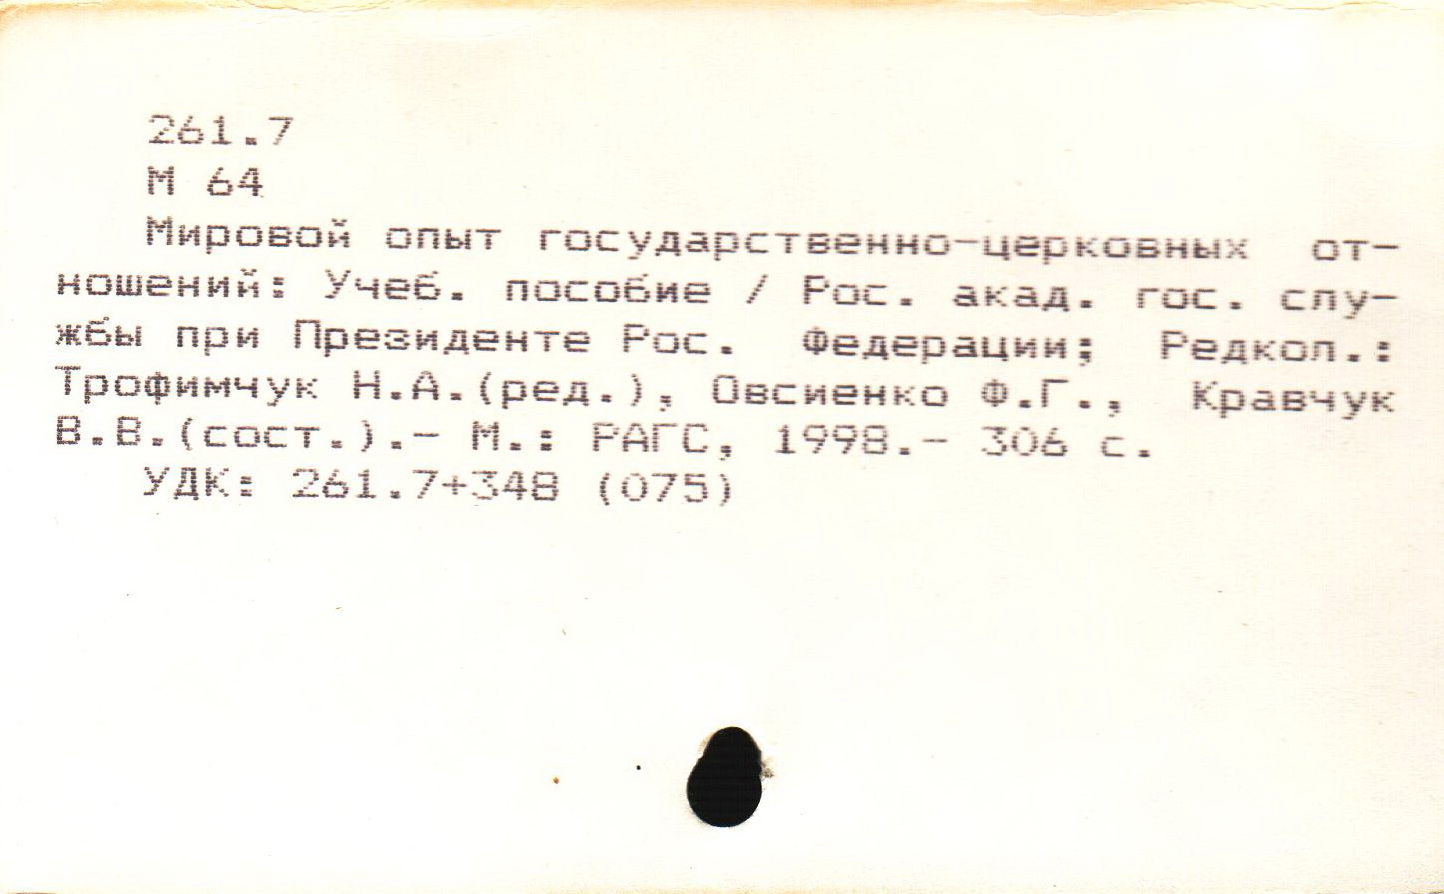 261.7
М 64
Мировой опыт государственно-церковных от-
ношений: Учеб. пособие / Рос. акад. гос. слу-
жбы при Президенте Рос. Федерации; Редкол.:
Трофимчук Н.А.(ред.), Овсиенко Ф.Г., Кравчук
В.В.(сост.).- М.: РАГС, 1998.- 306 с.
УДК: 261.7+348 (075)